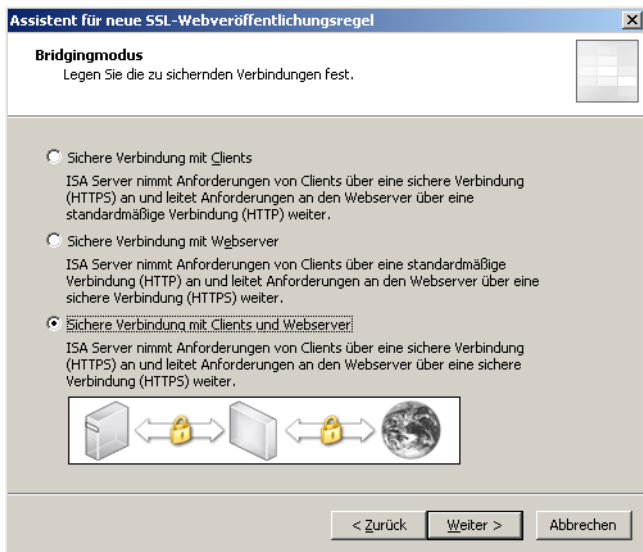 Assistent für neue SSL-Webveröffentlichungsregel
Bridgingmodus
Legen Sie die zu sichernden Verbindungen fest.
Sichere Verbindung mit Clients
ISA Server nimmt Anforderungen von Clients über eine sichere Verbindung
(HTTPS) an und leitet Anforderungen an den Webserver über eine
standardmäßige Verbindung (HTTP) weiter.
Sichere Verbindung mit Webserver
ISA Server nimmt Anforderungen von Clients über eine standardmäßige
Verbindung (HTTP) an und leitet Anforderungen an den Webserver über eine
sichere Verbindung (HTTPS) weiter.
Sichere Verbindung mit Clients und Webserver
ISA Server nimmt Anforderungen von Clients über eine sichere Verbindung
(HTTPS) an und leitet Anforderungen an den Webserver über eine sichere
Verbindung (HTTPS) weiter.
< Zurück Weiter > Abbrechen